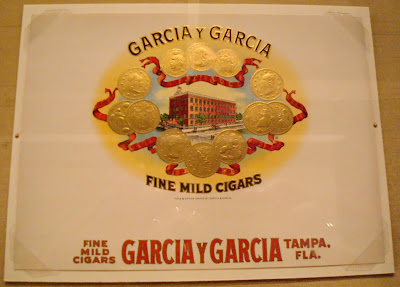 GARCIA Y GARCIA
FINE MILD CIGARS
FINE
MILD
CIGARS
GARCIA Y GARCIA
TAMPA,
FLA.